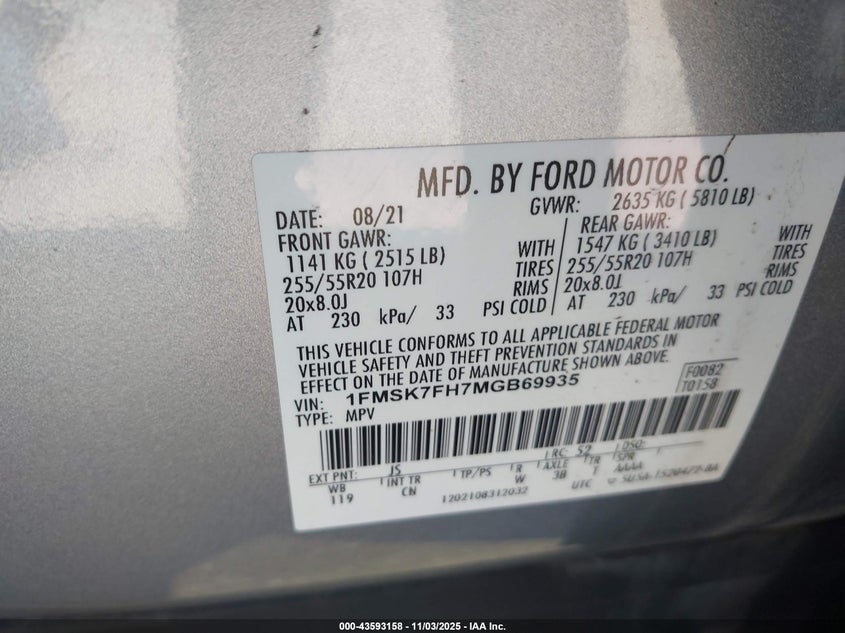 MFD. BY FORD MOTOR CO.
DATE: 08/21
GVWR: 2635 KG ( 5810 LB)
FRONT GAWR:
1141 KG ( 2515 LB) WITH
255/55R20 107H TIRES
20x8.0J RIMS
AT 230 kPa/ 33 PSI COLD
REAR GAWR:
1547 KG ( 3410 LB) WITH
255/55R20 107H TIRES
20x8.0J RIMS
AT 230 kPa/ 33 PSI COLD
THIS VEHICLE CONFORMS TO ALL APPLICABLE FEDERAL MOTOR
VEHICLE SAFETY AND THEFT PREVENTION STANDARDS IN
EFFECT ON THE DATE OF MANUFACTURE SHOWN ABOVE.
VIN: 1FMSK7FH7MGB69935
TYPE: MPV
F0082
T0158
EXT PNT: JS RC: 52 DSO:
WB INT TR TP/PS R AXLE TR SPR
119 CN W 3B T AAAA
1202108312032 UTC
000-43593158 - 11/03/2025 - IAA Inc.